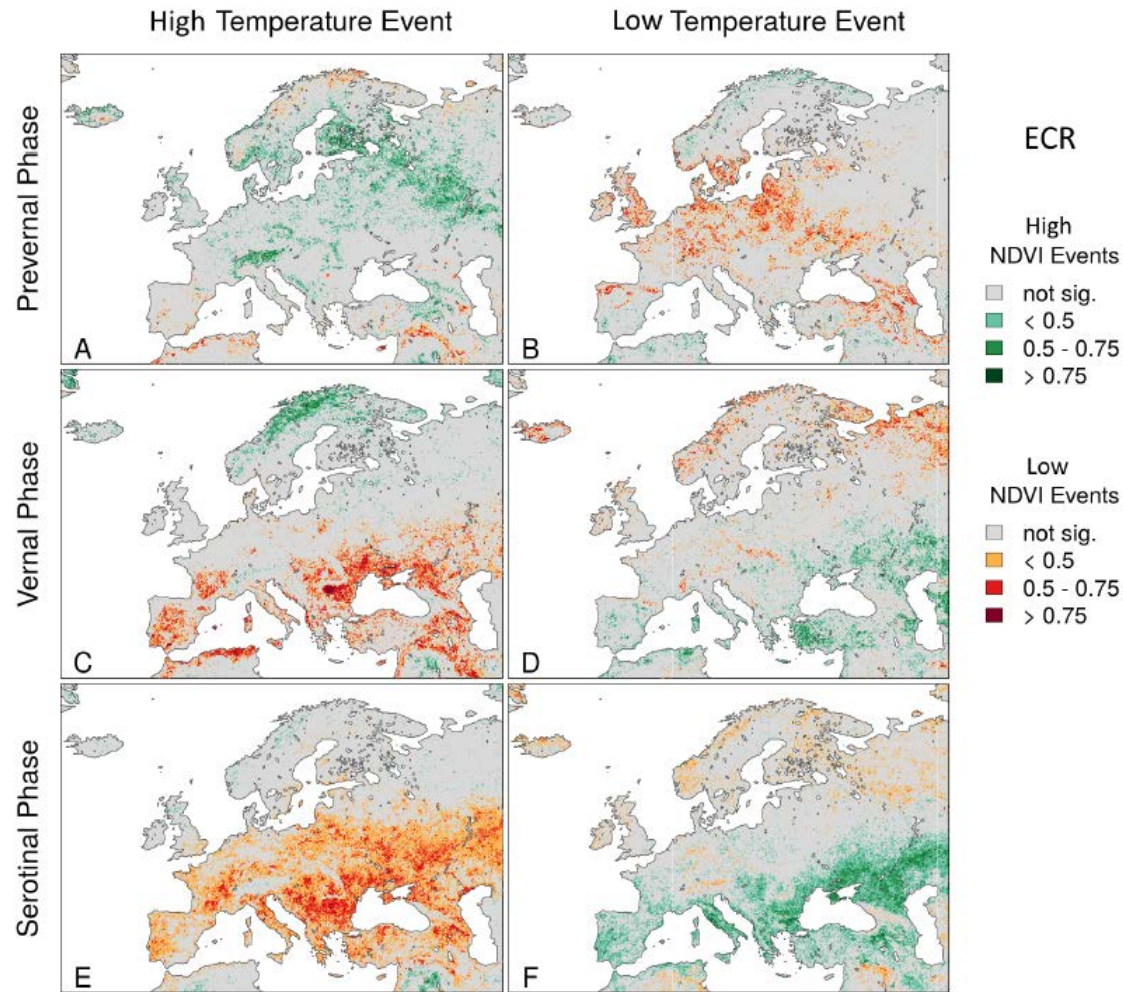 High Temperature Event
Low Temperature Event
Prevernal Phase
A
B
ECR
High
NDVI Events
not sig.
< 0.5
0.5 - 0.75
> 0.75
Vernal Phase
C
D
Low
NDVI Events
not sig.
< 0.5
0.5 - 0.75
> 0.75
Serotinal Phase
E
F